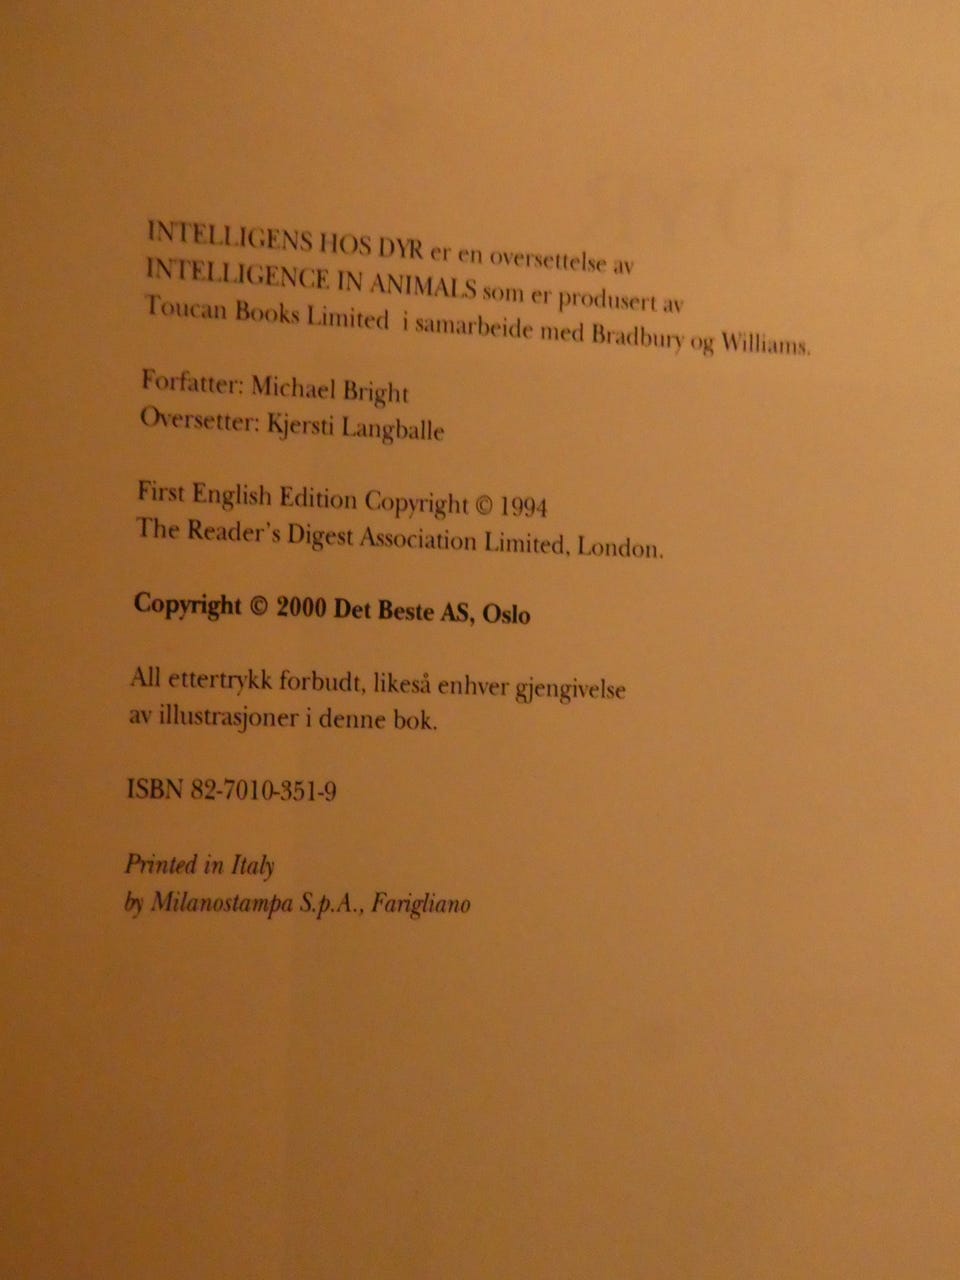 INTELLIGENS HOS DYR er en oversettelse av
INTELLIGENCE IN ANIMALS som er produsert av
Toucan Books Limited i samarbeide med Bradbury og Williams.
Forfatter: Michael Bright
Oversetter: Kjersti Langballe
First English Edition Copyright © 1994
The Reader's Digest Association Limited, London.
Copyright © 2000 Det Beste AS, Oslo
All ettertrykk forbudt, likeså enhver gjengivelse
av illustrasjoner i denne bok.
ISBN 82-7010-351-9
Printed in Italy
by Milanostampa S.p.A., Farigliano